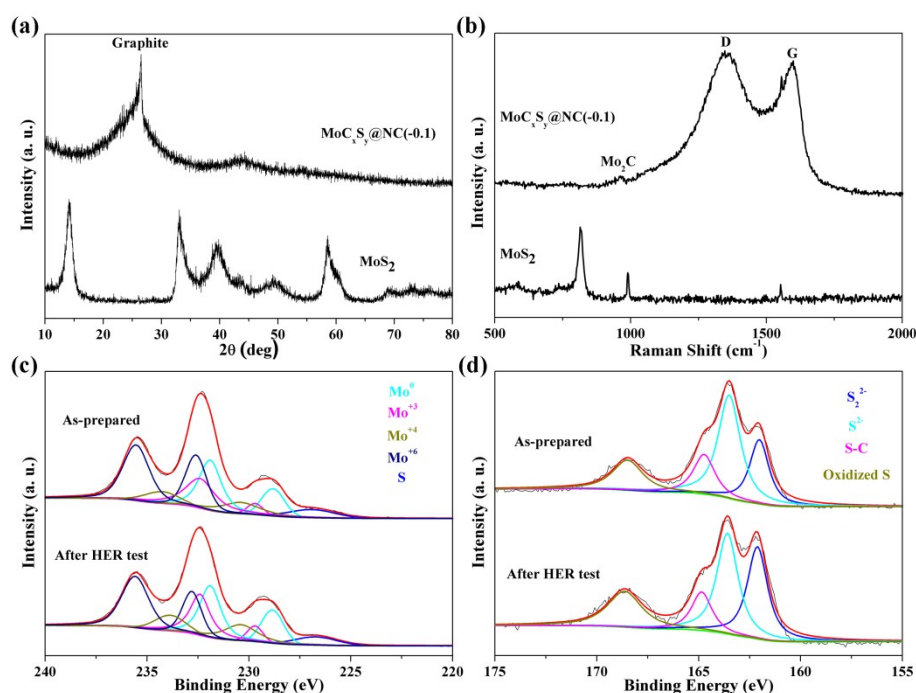 (a)
Graphite
MoCₓSᵧ@NC(-0.1)
MoS₂
Intensity (a. u.)
10 20 30 40 50 60 70 80
2θ (deg)
(b)
D
G
MoCₓSᵧ@NC(-0.1)
Mo₂C
MoS₂
Intensity (a. u.)
500 1000 1500 2000
Raman Shift (cm⁻¹)
(c)
As-prepared
Mo⁰
Mo⁺³
Mo⁺⁴
Mo⁺⁶
S
After HER test
Intensity (a. u.)
240 235 230 225 220
Binding Energy (eV)
(d)
As-prepared
S₂²⁻
S²⁻
S-C
Oxidized S
After HER test
Intensity (a. u.)
175 170 165 160 155
Binding Energy (eV)